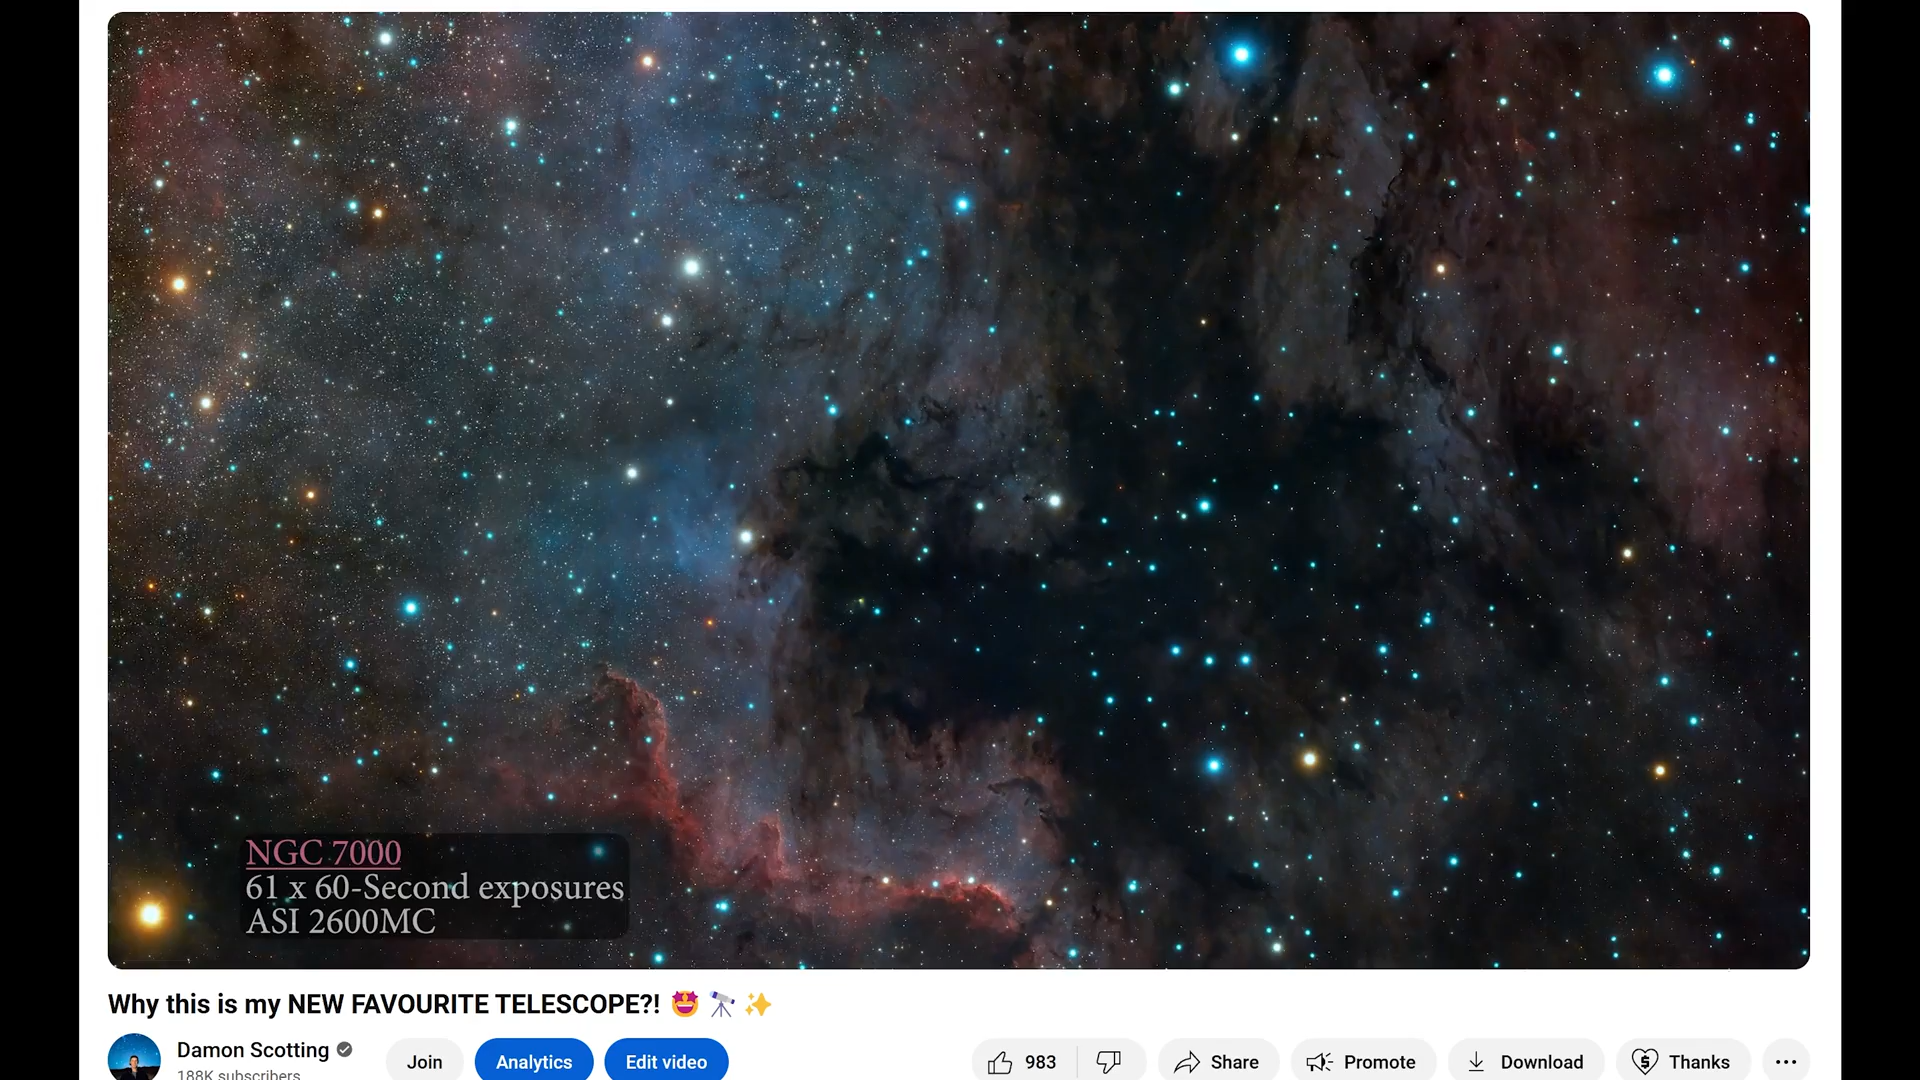 NGC 7000
61 x 60-Second exposures
ASI 2600MC
Why this is my NEW FAVOURITE TELESCOPE?! 🤩 🔭 ✨
Damon Scotting
188K subscribers
Join
Analytics
Edit video
983
Share
Promote
Download
Thanks